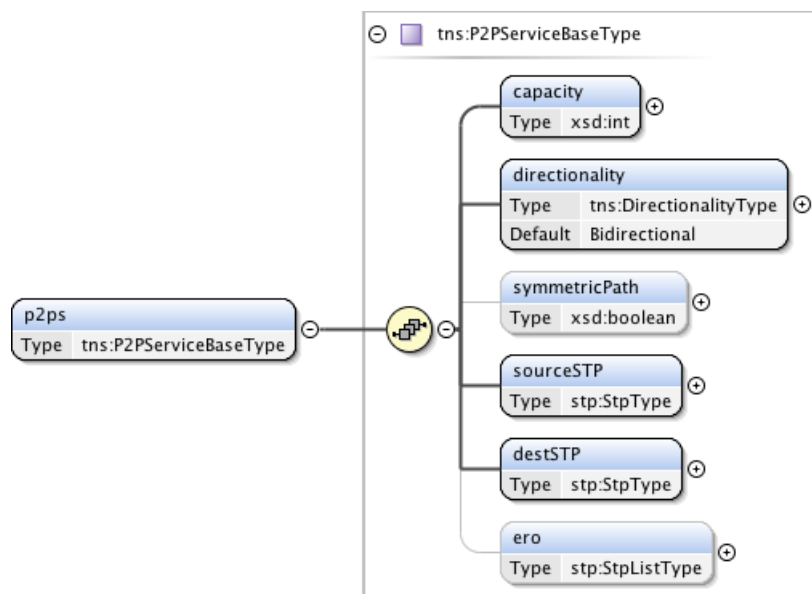 tns:P2PServiceBaseType
capacity
Type xsd:int
directionality
Type tns:DirectionalityType
Default Bidirectional
symmetricPath
Type xsd:boolean
p2ps
Type tns:P2PServiceBaseType
sourceSTP
Type stp:StpType
destSTP
Type stp:StpType
ero
Type stp:StpListType